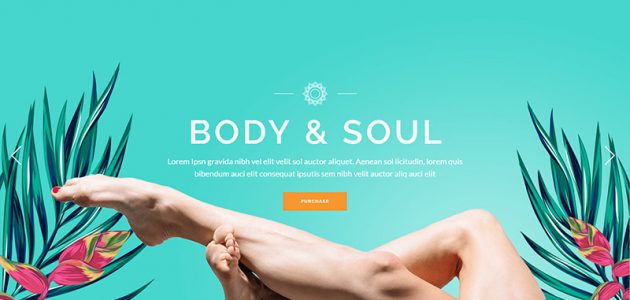 BODY & SOUL
Lorem Ipsn gravida nibh vel elit velit sol auctor aliquet. Aenean sol licitudin, lorem quis
bibendum auci elit consequat ipsutis sem nibh velit auctor aliq auci elit
PURCHASE